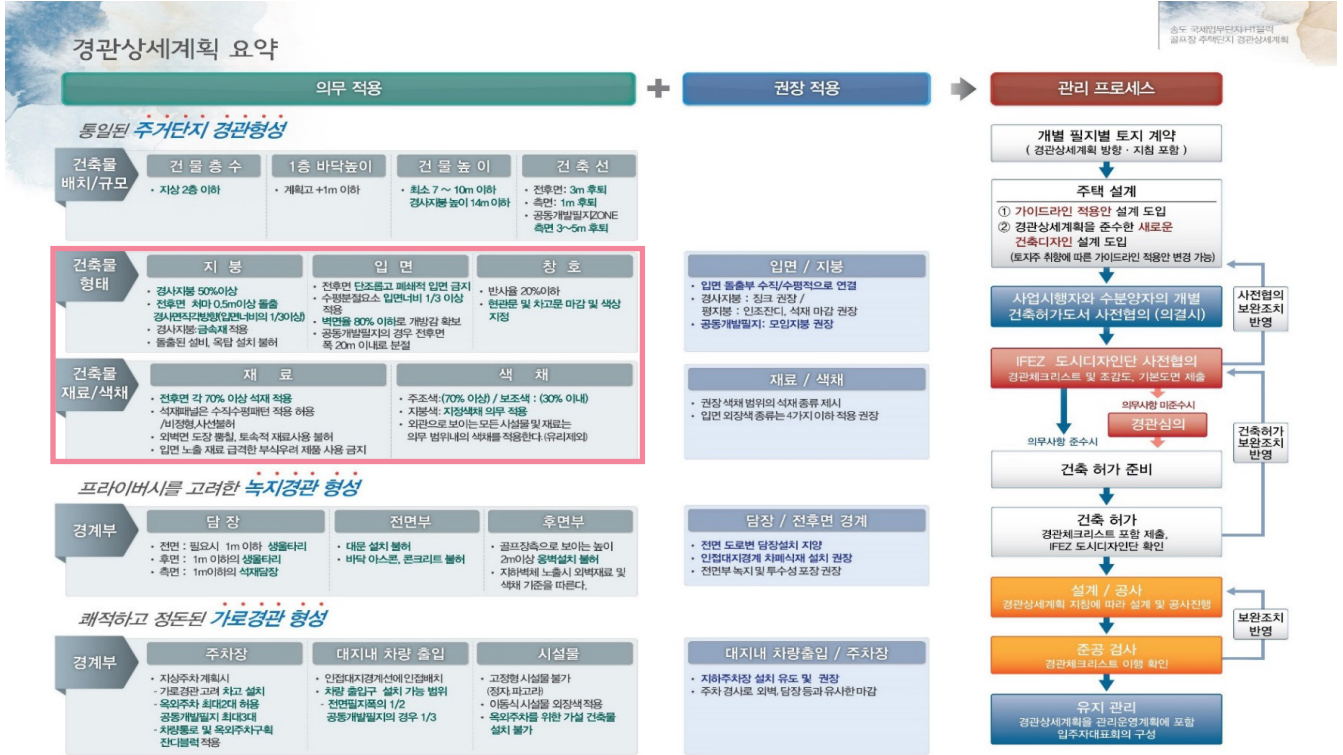 경관상세계획 요약
송도 국제업무단지 H1블럭
골프장 주택단지 경관상세계획
의무 적용
+
권장 적용
관리 프로세스
통일된 주거단지 경관형성
건축물
배치/규모
건 물 층 수
• 지상 2층 이하
1층 바닥높이
• 계획고 +1m 이하
건 물 높 이
• 최소 7 ~ 10m 이하
경사지붕 높이 14m 이하
건 축 선
• 전후면: 3m 후퇴
• 측면: 1m 후퇴
• 공동개발필지ZONE
측면 3~5m 후퇴
건축물
형태
지 붕
• 경사지붕 50%이상
• 전후면 처마 0.5m이상 돌출
경사면직각방향(입면너비의 1/3이상)
• 경사지붕:금속재 적용
• 돌출된 설비, 옥탑 설치 불허
입 면
• 전후면 단조롭고 폐쇄적 입면 금지
• 수평분절요소 입면너비 1/3 이상
적용
• 벽면율 80% 이하로 개방감 확보
• 공동개발필지의 경우 전후면
폭 20m 이내로 분절
창 호
• 반사율 20%이하
• 현관문 및 차고문 마감 및 색상
지정
입면 / 지붕
• 입면 돌출부 수직/수평적으로 연결
• 경사지붕 : 징크 권장 /
평지붕 : 인조잔디, 석재 마감 권장
• 공동개발필지: 모임지붕 권장
건축물
재료/색채
재 료
• 전후면 각 70% 이상 석재 적용
• 석재패널은 수직수평패턴 적용 허용
/비정형,사선불허
• 외벽면 도장 뿜칠, 토속적 재료사용 불허
• 입면 노출 재료 급격한 부식우려 제품 사용 금지
색 채
• 주조색:(70% 이상) / 보조색 : (30% 이내)
• 지붕색: 지정색채 의무 적용
• 외관으로 보이는 모든 시설물 및 재료는
의무 범위내의 색채를 적용한다.(유리제외)
재료 / 색채
• 권장 색채 범위의 석재 종류 제시
• 입면 외장색 종류는 4가지 이하 적용 권장
프라이버시를 고려한 녹지경관 형성
경계부
담 장
• 전면 : 필요시 1m 이하 생울타리
• 후면 : 1m 이하의 생울타리
• 측면 : 1m이하의 석재담장
전면부
• 대문 설치 불허
• 바닥 아스콘, 콘크리트 불허
후면부
• 골프장측으로 보이는 높이
2m이상 옹벽설치 불허
• 지하벽체 노출시 외벽재료 및
색채 기준을 따른다.
담장 / 전후면 경계
• 전면 도로변 담장설치 지양
• 인접대지경계 차폐식재 설치 권장
• 전면부 녹지 및 투수성 포장 권장
쾌적하고 정돈된 가로경관 형성
경계부
주차장
• 지상주차 계획시
- 가로경관 고려 차고 설치
- 옥외주차 최대2대 허용
공동개발필지 최대3대
- 차량통로 및 옥외주차구획
잔디블럭 적용
대지내 차량 출입
• 인접대지경계선에 인접배치
• 차량 출입구 설치 가능 범위
- 전면필지폭의 1/2
공동개발필지의 경우 1/3
시설물
• 고정형 시설물 불가
(정자, 파고라)
• 이동식 시설물 외장색 적용
• 옥외주차를 위한 가설 건축물
설치 불가
대지내 차량출입 / 주차장
• 지하주차장 설치 유도 및 권장
• 주차 경사로 외벽, 담장 등과 유사한 마감
개별 필지별 토지 계약
( 경관상세계획 방향 · 지침 포함 )
주택 설계
① 가이드라인 적용안 설계 도입
② 경관상세계획을 준수한 새로운
건축디자인 설계 도입
(토지주 취향에 따른 가이드라인 적용안 변경 가능)
사업시행자와 수분양자의 개별
건축허가도서 사전협의 (의결시)
사전협의
보완조치
반영
IFEZ 도시디자인단 사전협의
경관체크리스트 및 조감도, 기본도면 제출
의무사항 미준수시
경관심의
의무사항 준수시
건축허가
보완조치
반영
건축 허가 준비
건축 허가
경관체크리스트 포함 제출,
IFEZ 도시디자인단 확인
설계 / 공사
경관상세계획 지침에 따라 설계 및 공사진행
보완조치
반영
준공 검사
경관체크리스트 이행 확인
유지 관리
경관상세계획을 관리운영계획에 포함
입주자대표회의 구성